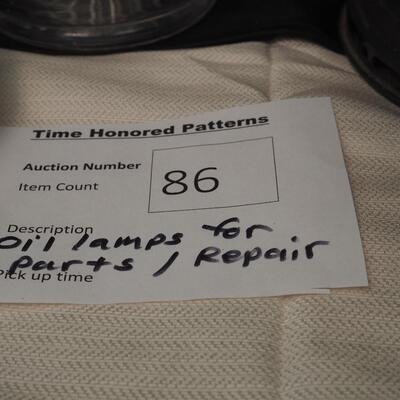 Time Honored Patterns
Auction Number
Item Count
86
Description
Oil lamps for
Parts / Repair
Pick up time